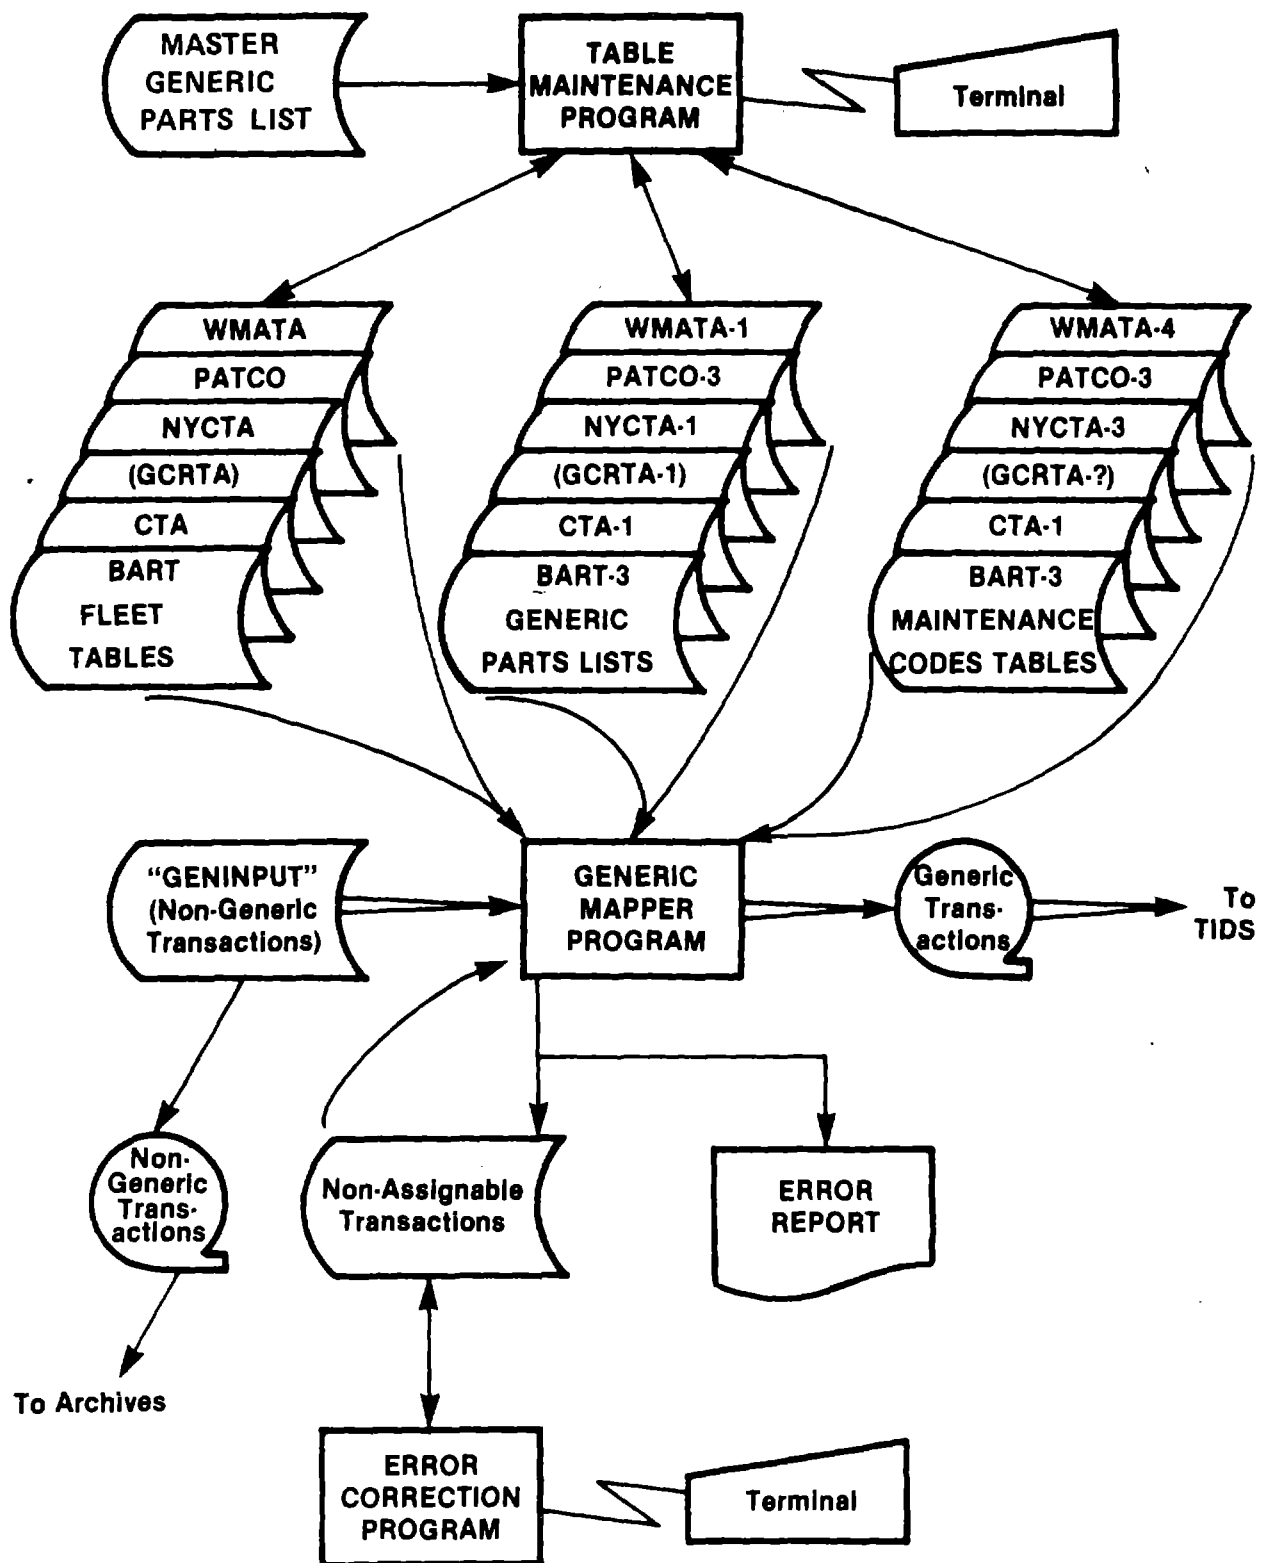 MASTER
GENERIC
PARTS LIST
TABLE
MAINTENANCE
PROGRAM
Terminal
WMATA
PATCO
NYCTA
(GCRTA)
CTA
BART
FLEET
TABLES
WMATA-1
PATCO-3
NYCTA-1
(GCRTA-1)
CTA-1
BART-3
GENERIC
PARTS LISTS
WMATA-4
PATCO-3
NYCTA-3
(GCRTA-?)
CTA-1
BART-3
MAINTENANCE
CODES TABLES
"GENINPUT"
(Non-Generic
Transactions)
GENERIC
MAPPER
PROGRAM
Generic
Trans-
actions
To
TIDS
Non-
Generic
Trans-
actions
Non-Assignable
Transactions
ERROR
REPORT
To Archives
ERROR
CORRECTION
PROGRAM
Terminal